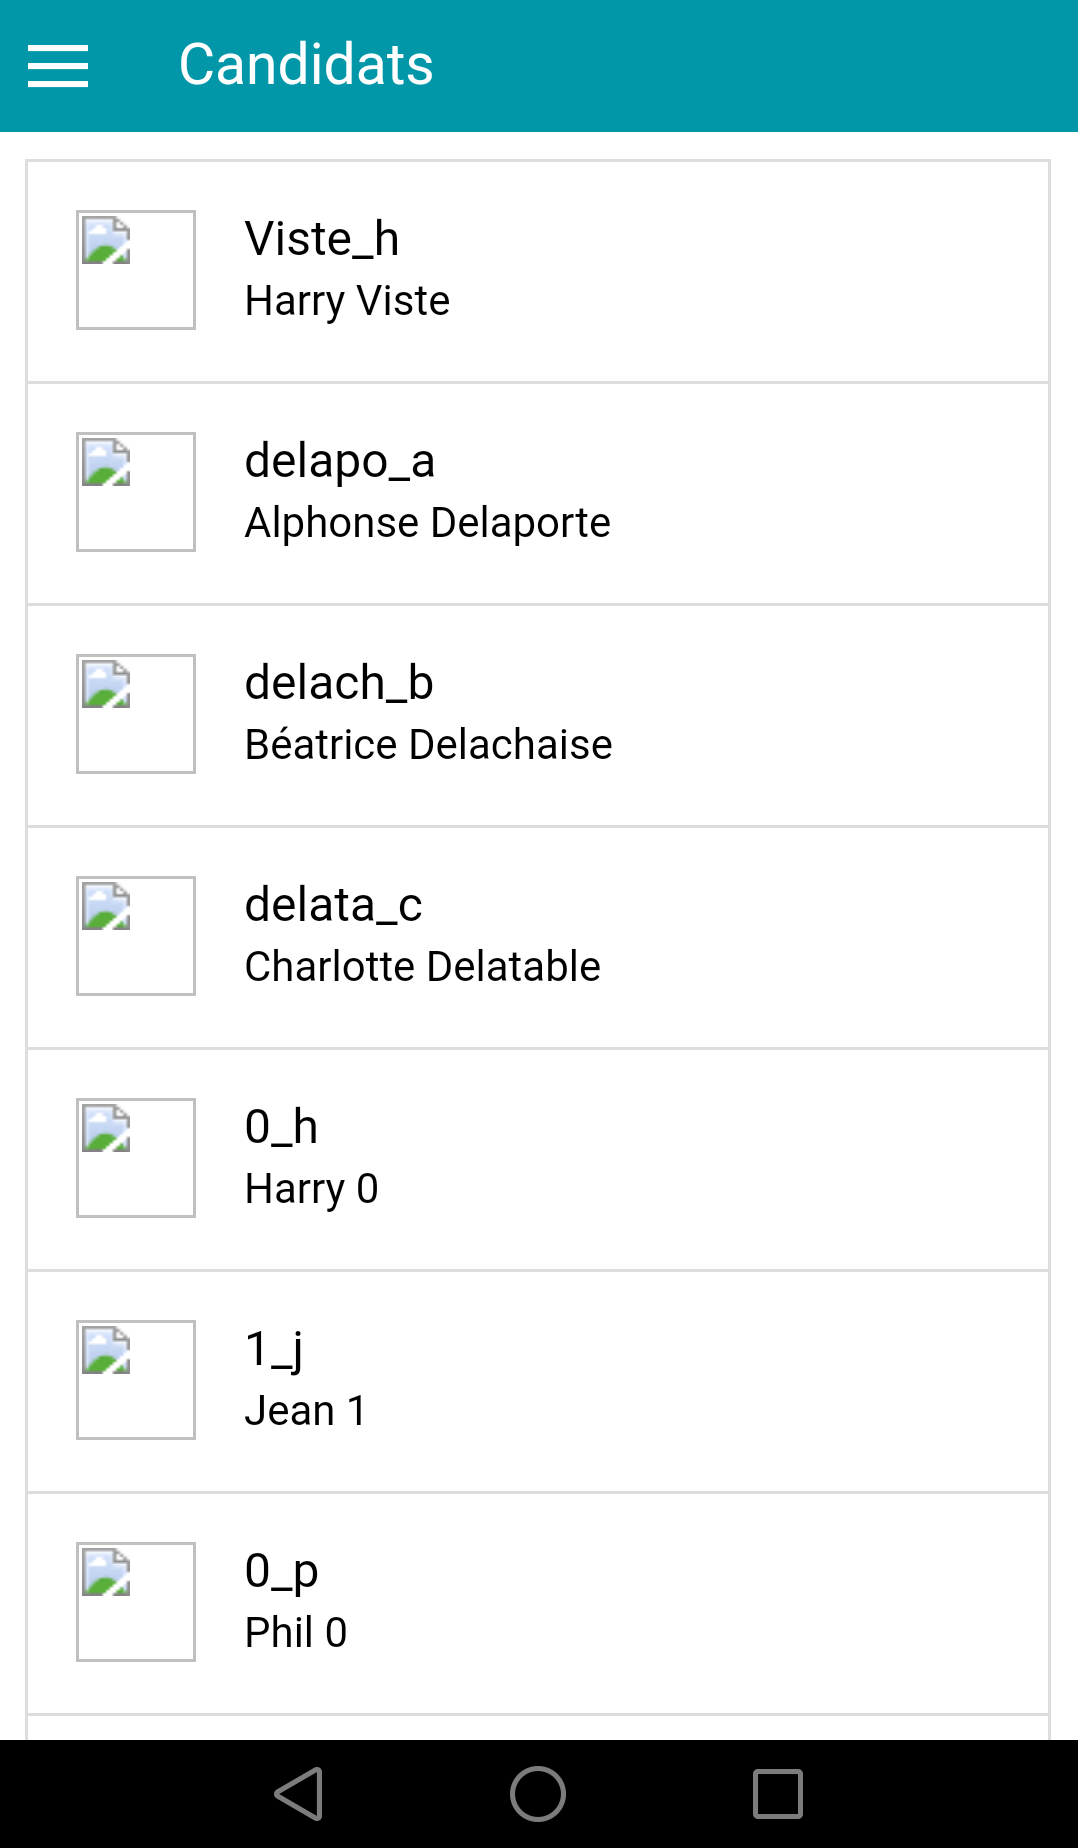 Candidats
Viste_h
Harry Viste
delapo_a
Alphonse Delaporte
delach_b
Béatrice Delachaise
delata_c
Charlotte Delatable
0_h
Harry 0
1_j
Jean 1
0_p
Phil 0